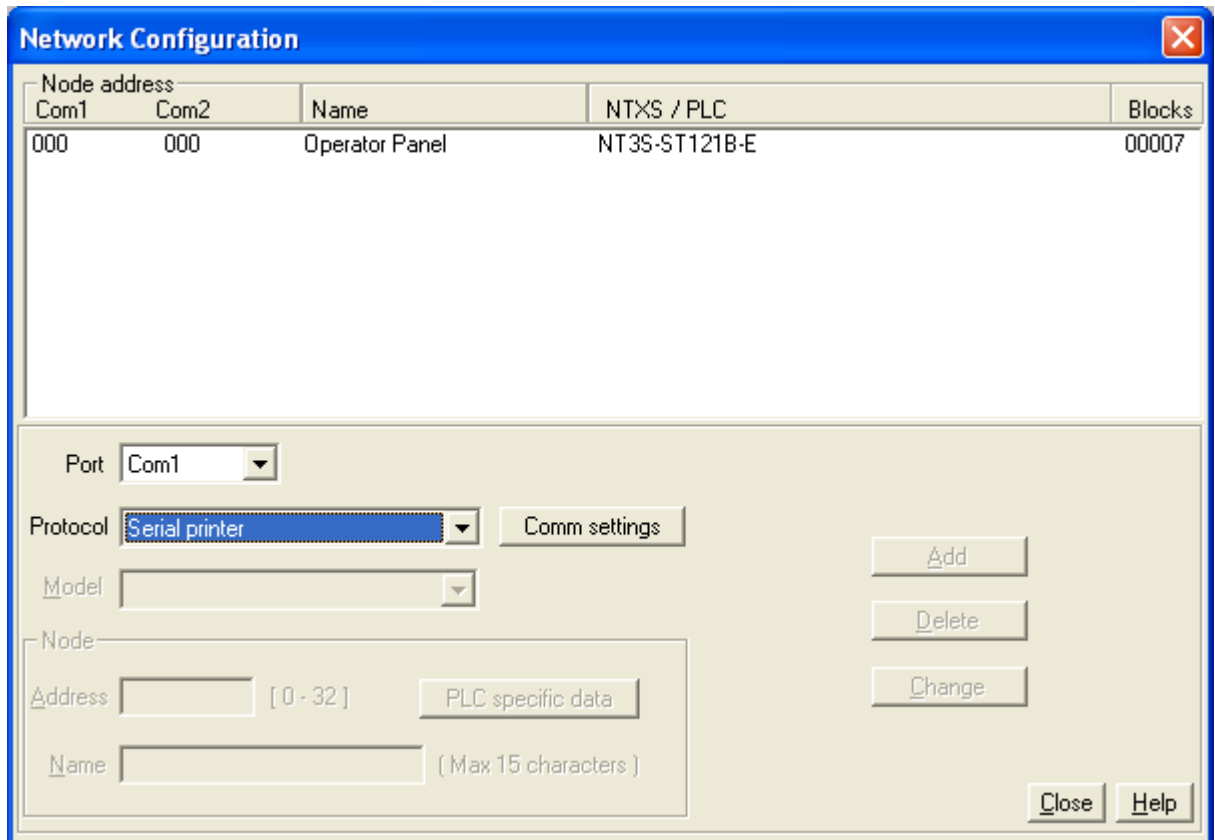 Network Configuration
Node address
Com1 Com2 Name NTXS / PLC Blocks
000 000 Operator Panel NT3S-ST121B-E 00007
Port Com1
Protocol Serial printer Comm settings
Add
Model
Delete
Node
Address [ 0 - 32 ] PLC specific data Change
Name ( Max 15 characters )
Close Help